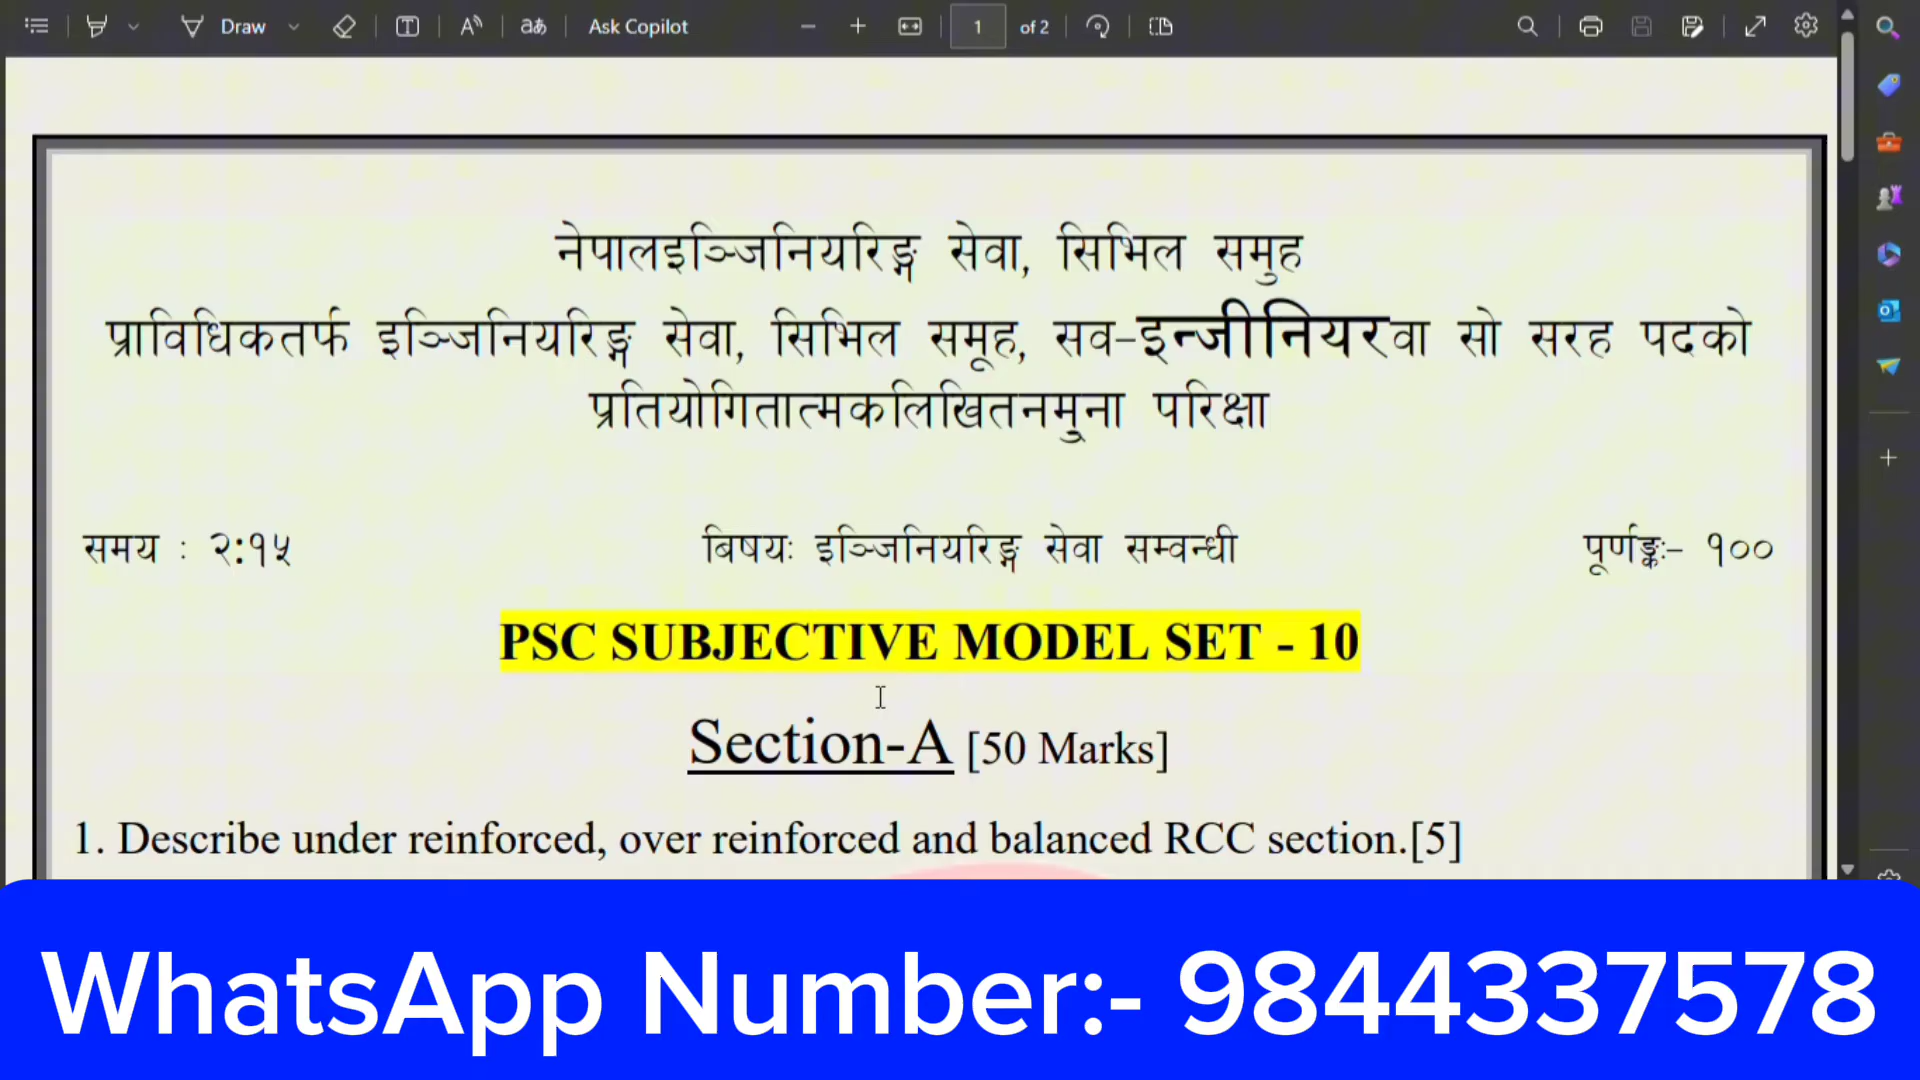 Draw
Ask Copilot
1 of 2
नेपालइञ्जिनियरिङ्ग सेवा, सिभिल समुह
प्राविधिकतर्फ इञ्जिनियरिङ्ग सेवा, सिभिल समूह, सव-इन्जीनियरवा सो सरह पदको
प्रतियोगितात्मकलिखितनमुना परिक्षा
समय : २:१५ बिषयः इञ्जिनियरिङ्ग सेवा सम्वन्धी पूर्णङ्कः- १००
PSC SUBJECTIVE MODEL SET - 10
Section-A [50 Marks]
1. Describe under reinforced, over reinforced and balanced RCC section.[5]
WhatsApp Number:- 9844337578